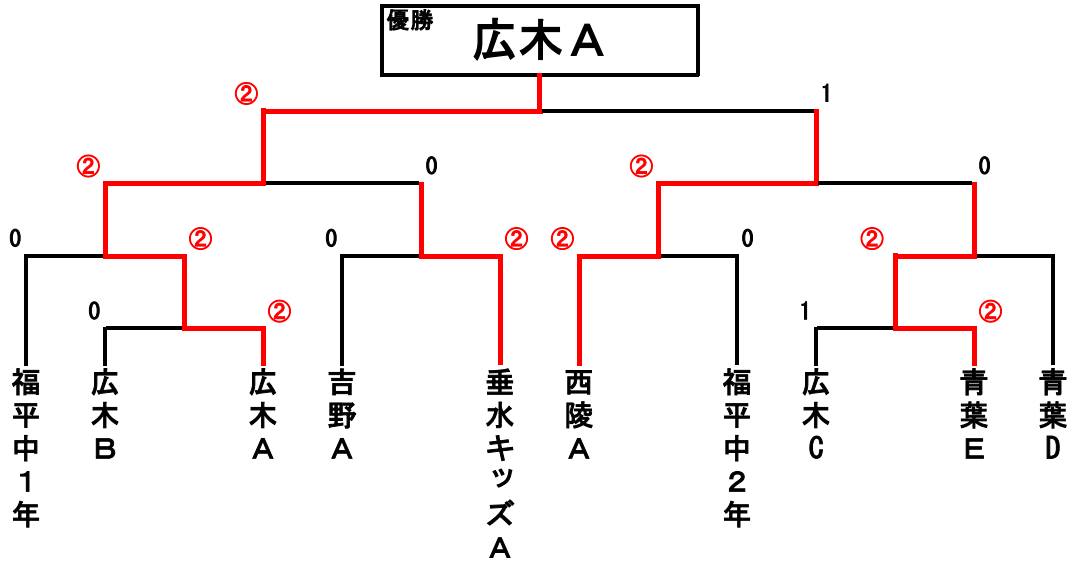 優勝
広木A
② 1
② 0 ② 0
0 ② 0 ② ② 0 ②
0 ② 1 ②
福平中1年
広木B
広木A
吉野A
垂水キッズA
西陵A
福平中2年
広木C
青葉E
青葉D